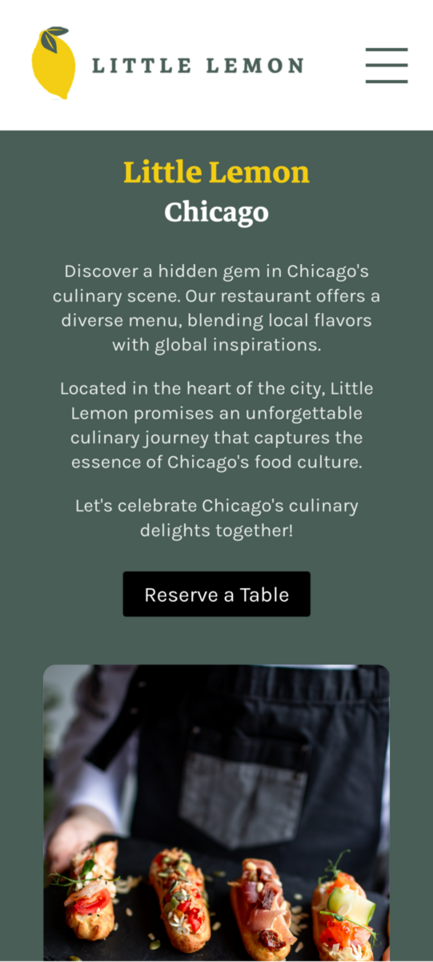 LITTLE LEMON
Little Lemon
Chicago
Discover a hidden gem in Chicago's
culinary scene. Our restaurant offers a
diverse menu, blending local flavors
with global inspirations.
Located in the heart of the city, Little
Lemon promises an unforgettable
culinary journey that captures the
essence of Chicago's food culture.
Let's celebrate Chicago's culinary
delights together!
Reserve a Table